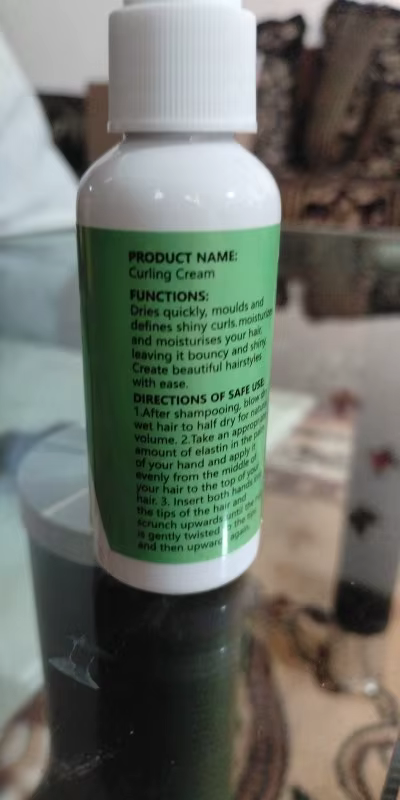 PRODUCT NAME:
Curling Cream
FUNCTIONS:
Dries quickly, moulds and
defines shiny curls.moisturizes
and moisturises your hair,
leaving it bouncy and shiny.
Create beautiful hairstyles
with ease.
DIRECTIONS OF SAFE USE
1.After shampooing, blow dry
wet hair to half dry for natural
volume. 2.Take an appropriate
amount of elastin in the palm
of your hand and apply it
evenly from the middle of
your hair to the top of your
hair. 3. Insert both hands into
the tips of the hair and
scrunch upwards until the
is gently twisted to the tips
and then upward again.